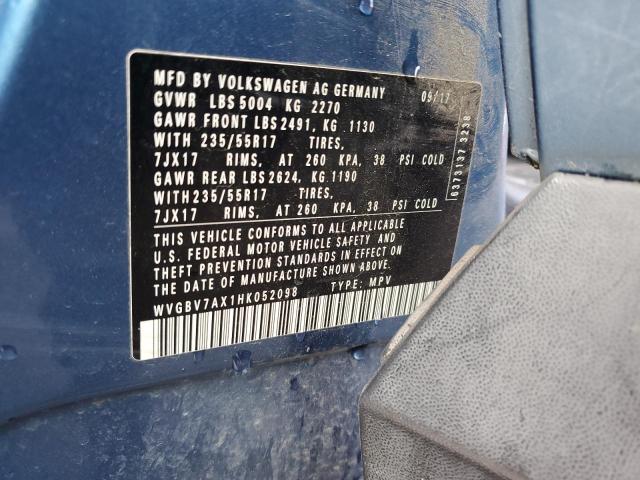 MFD BY VOLKSWAGEN AG GERMANY 09/17
GVWR LBS 5004 KG 2270
GAWR FRONT LBS 2491, KG 1130
WITH 235/55R17 TIRES,
7JX17 RIMS, AT 260 KPA, 38 PSI COLD
GAWR REAR LBS 2624, KG 1190
WITH 235/55R17 TIRES,
7JX17 RIMS, AT 260 KPA, 38 PSI COLD
THIS VEHICLE CONFORMS TO ALL APPLICABLE
U.S. FEDERAL MOTOR VEHICLE SAFETY AND
THEFT PREVENTION STANDARDS IN EFFECT ON
THE DATE OF MANUFACTURE SHOWN ABOVE.
WVGBV7AX1HK052098 TYPE: MPV
6373137 3238